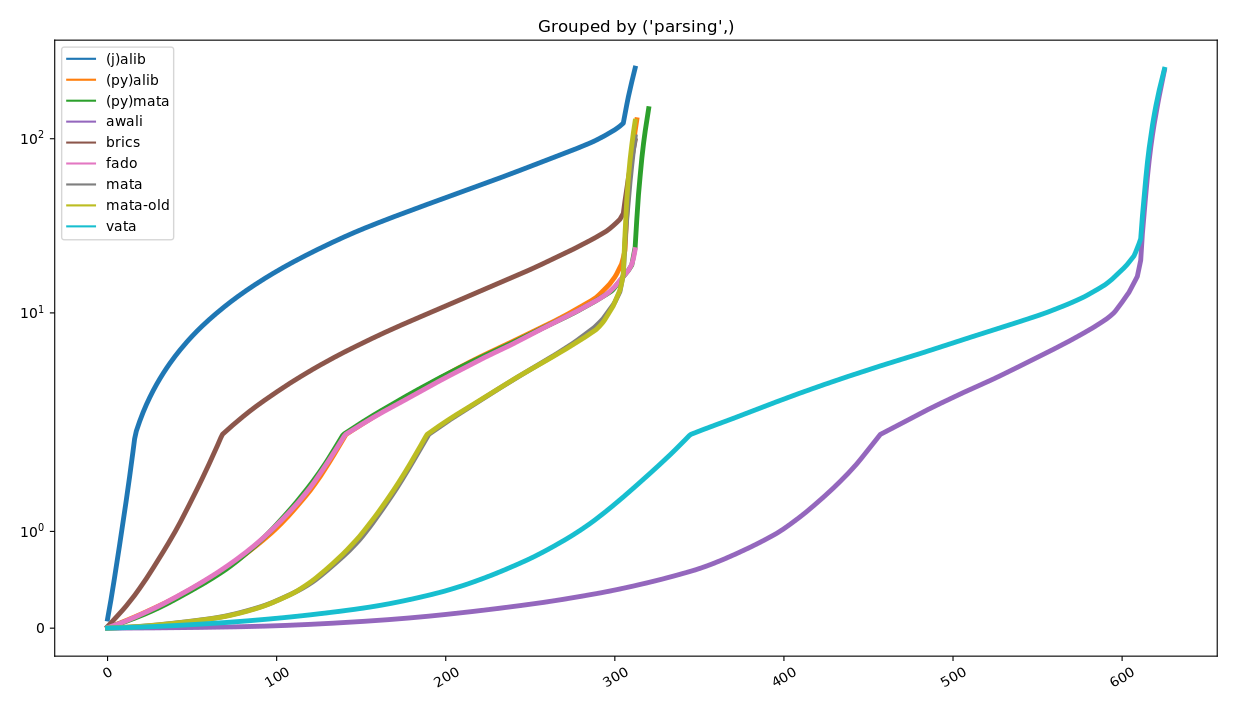 Grouped by ('parsing',)
(j)alib
(py)alib
(py)mata
awali
brics
fado
mata
mata-old
vata
10²
10¹
10⁰
0
0
100
200
300
400
500
600